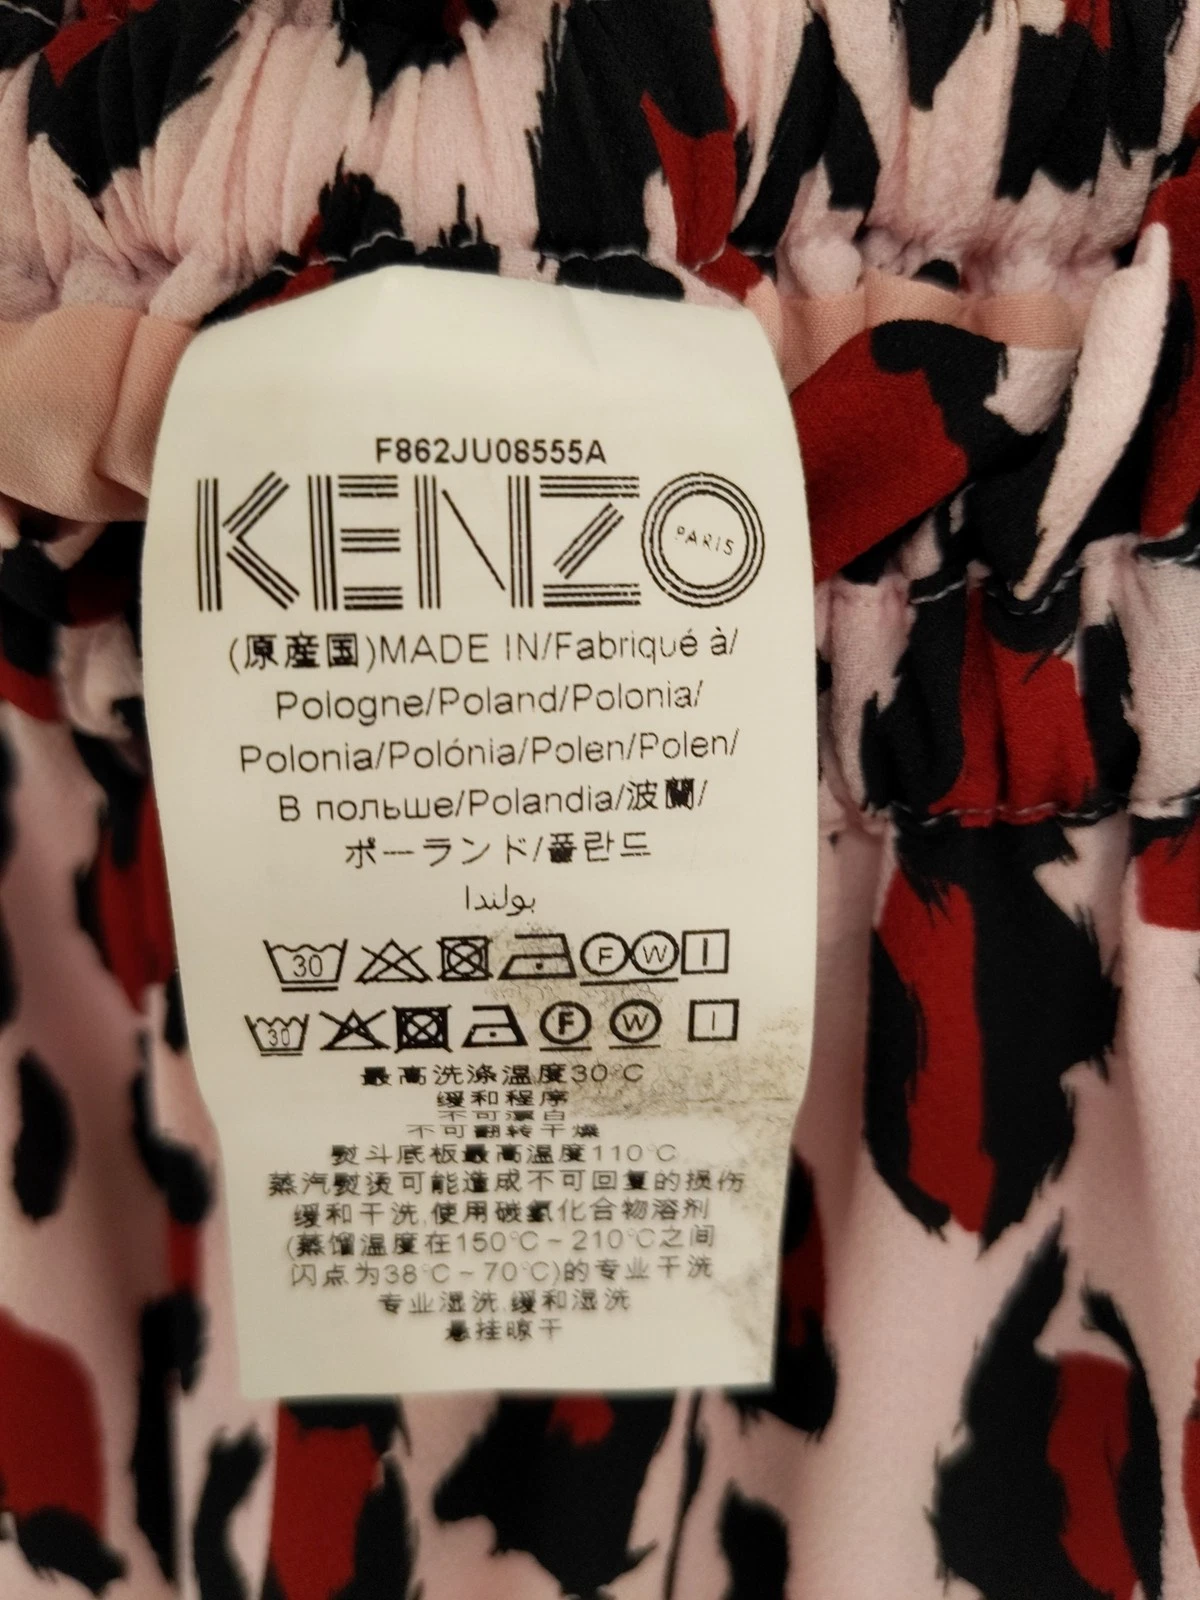 F862JU08555A
KENZO PARIS
(原産国)MADE IN/Fabriqué à/
Pologne/Poland/Polonia/
Polonia/Polónia/Polen/Polen/
В польше/Polandia/波蘭/
ポーランド/폴란드
بولندا
30 F W
30 F W
最高洗涤温度30°C
缓和程序
不可漂白
不可翻转干燥
熨斗底板最高温度110°C
蒸汽熨烫可能造成不可回复的损伤
缓和干洗,使用碳氢化合物溶剂
(蒸馏温度在150°C~210°C之间
闪点为38°C~70°C)的专业干洗
专业湿洗,缓和湿洗
悬挂晾干